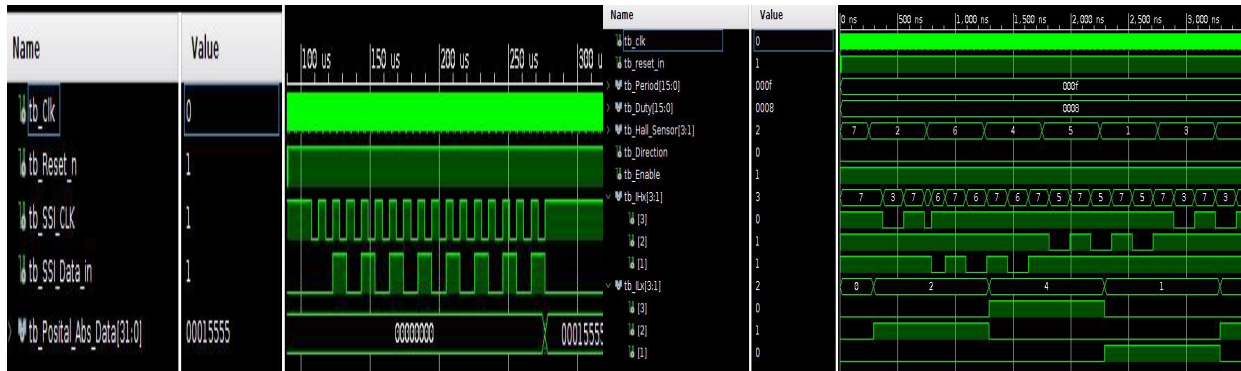 Name Value
100 us 150 us 200 us 250 us 300 u
tb_Clk 0
tb_Reset_n 1
tb_SSI_CLK 1
tb_SSI_Data_in 1
tb_Posital_Abs_Data[31:0] 00015555 00000000 00015555
Name Value 0 ns 500 ns 1,000 ns 1,500 ns 2,000 ns 2,500 ns 3,000 ns
tb_clk 0
tb_reset_in 1
tb_Period[15:0] 000f 000f
tb_Duty[15:0] 0008 0008
tb_Hall_Sensor[3:1] 2 7 2 6 4 5 1 3
tb_Direction 0
tb_Enable 1
tb_IHx[3:1] 3 7 3 7 6 7 6 7 6 7 5 7 5 7 5 7 3 7 3
[3] 0
[2] 1
[1] 1
tb_ILx[3:1] 2 0 2 4 1
[3] 0
[2] 1
[1] 0